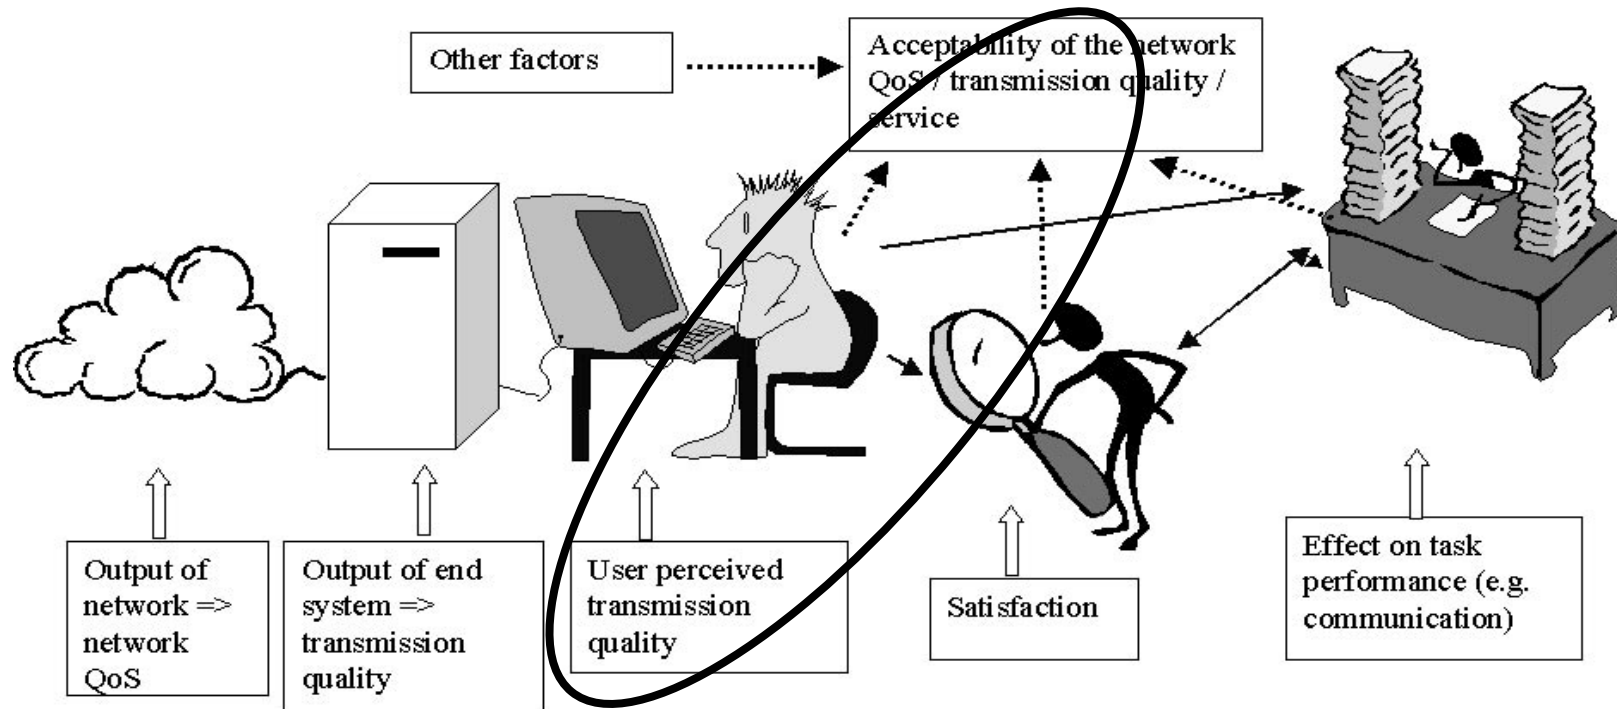 Other factors
Acceptability of the network
QoS / transmission quality /
service
Output of
network =>
network
QoS
Output of end
system =>
transmission
quality
User perceived
transmission
quality
Satisfaction
Effect on task
performance (e.g.
communication)